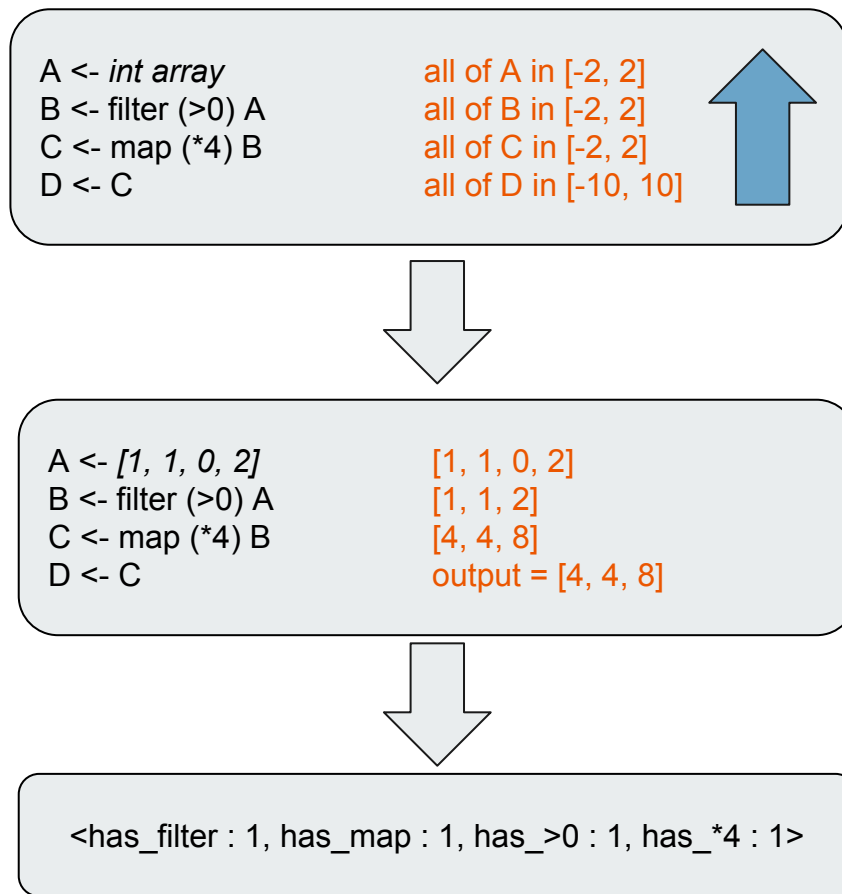 A <- int array all of A in [-2, 2]
B <- filter (>0) A all of B in [-2, 2]
C <- map (*4) B all of C in [-2, 2]
D <- C all of D in [-10, 10]
A <- [1, 1, 0, 2] [1, 1, 0, 2]
B <- filter (>0) A [1, 1, 2]
C <- map (*4) B [4, 4, 8]
D <- C output = [4, 4, 8]
<has_filter : 1, has_map : 1, has_>0 : 1, has_*4 : 1>